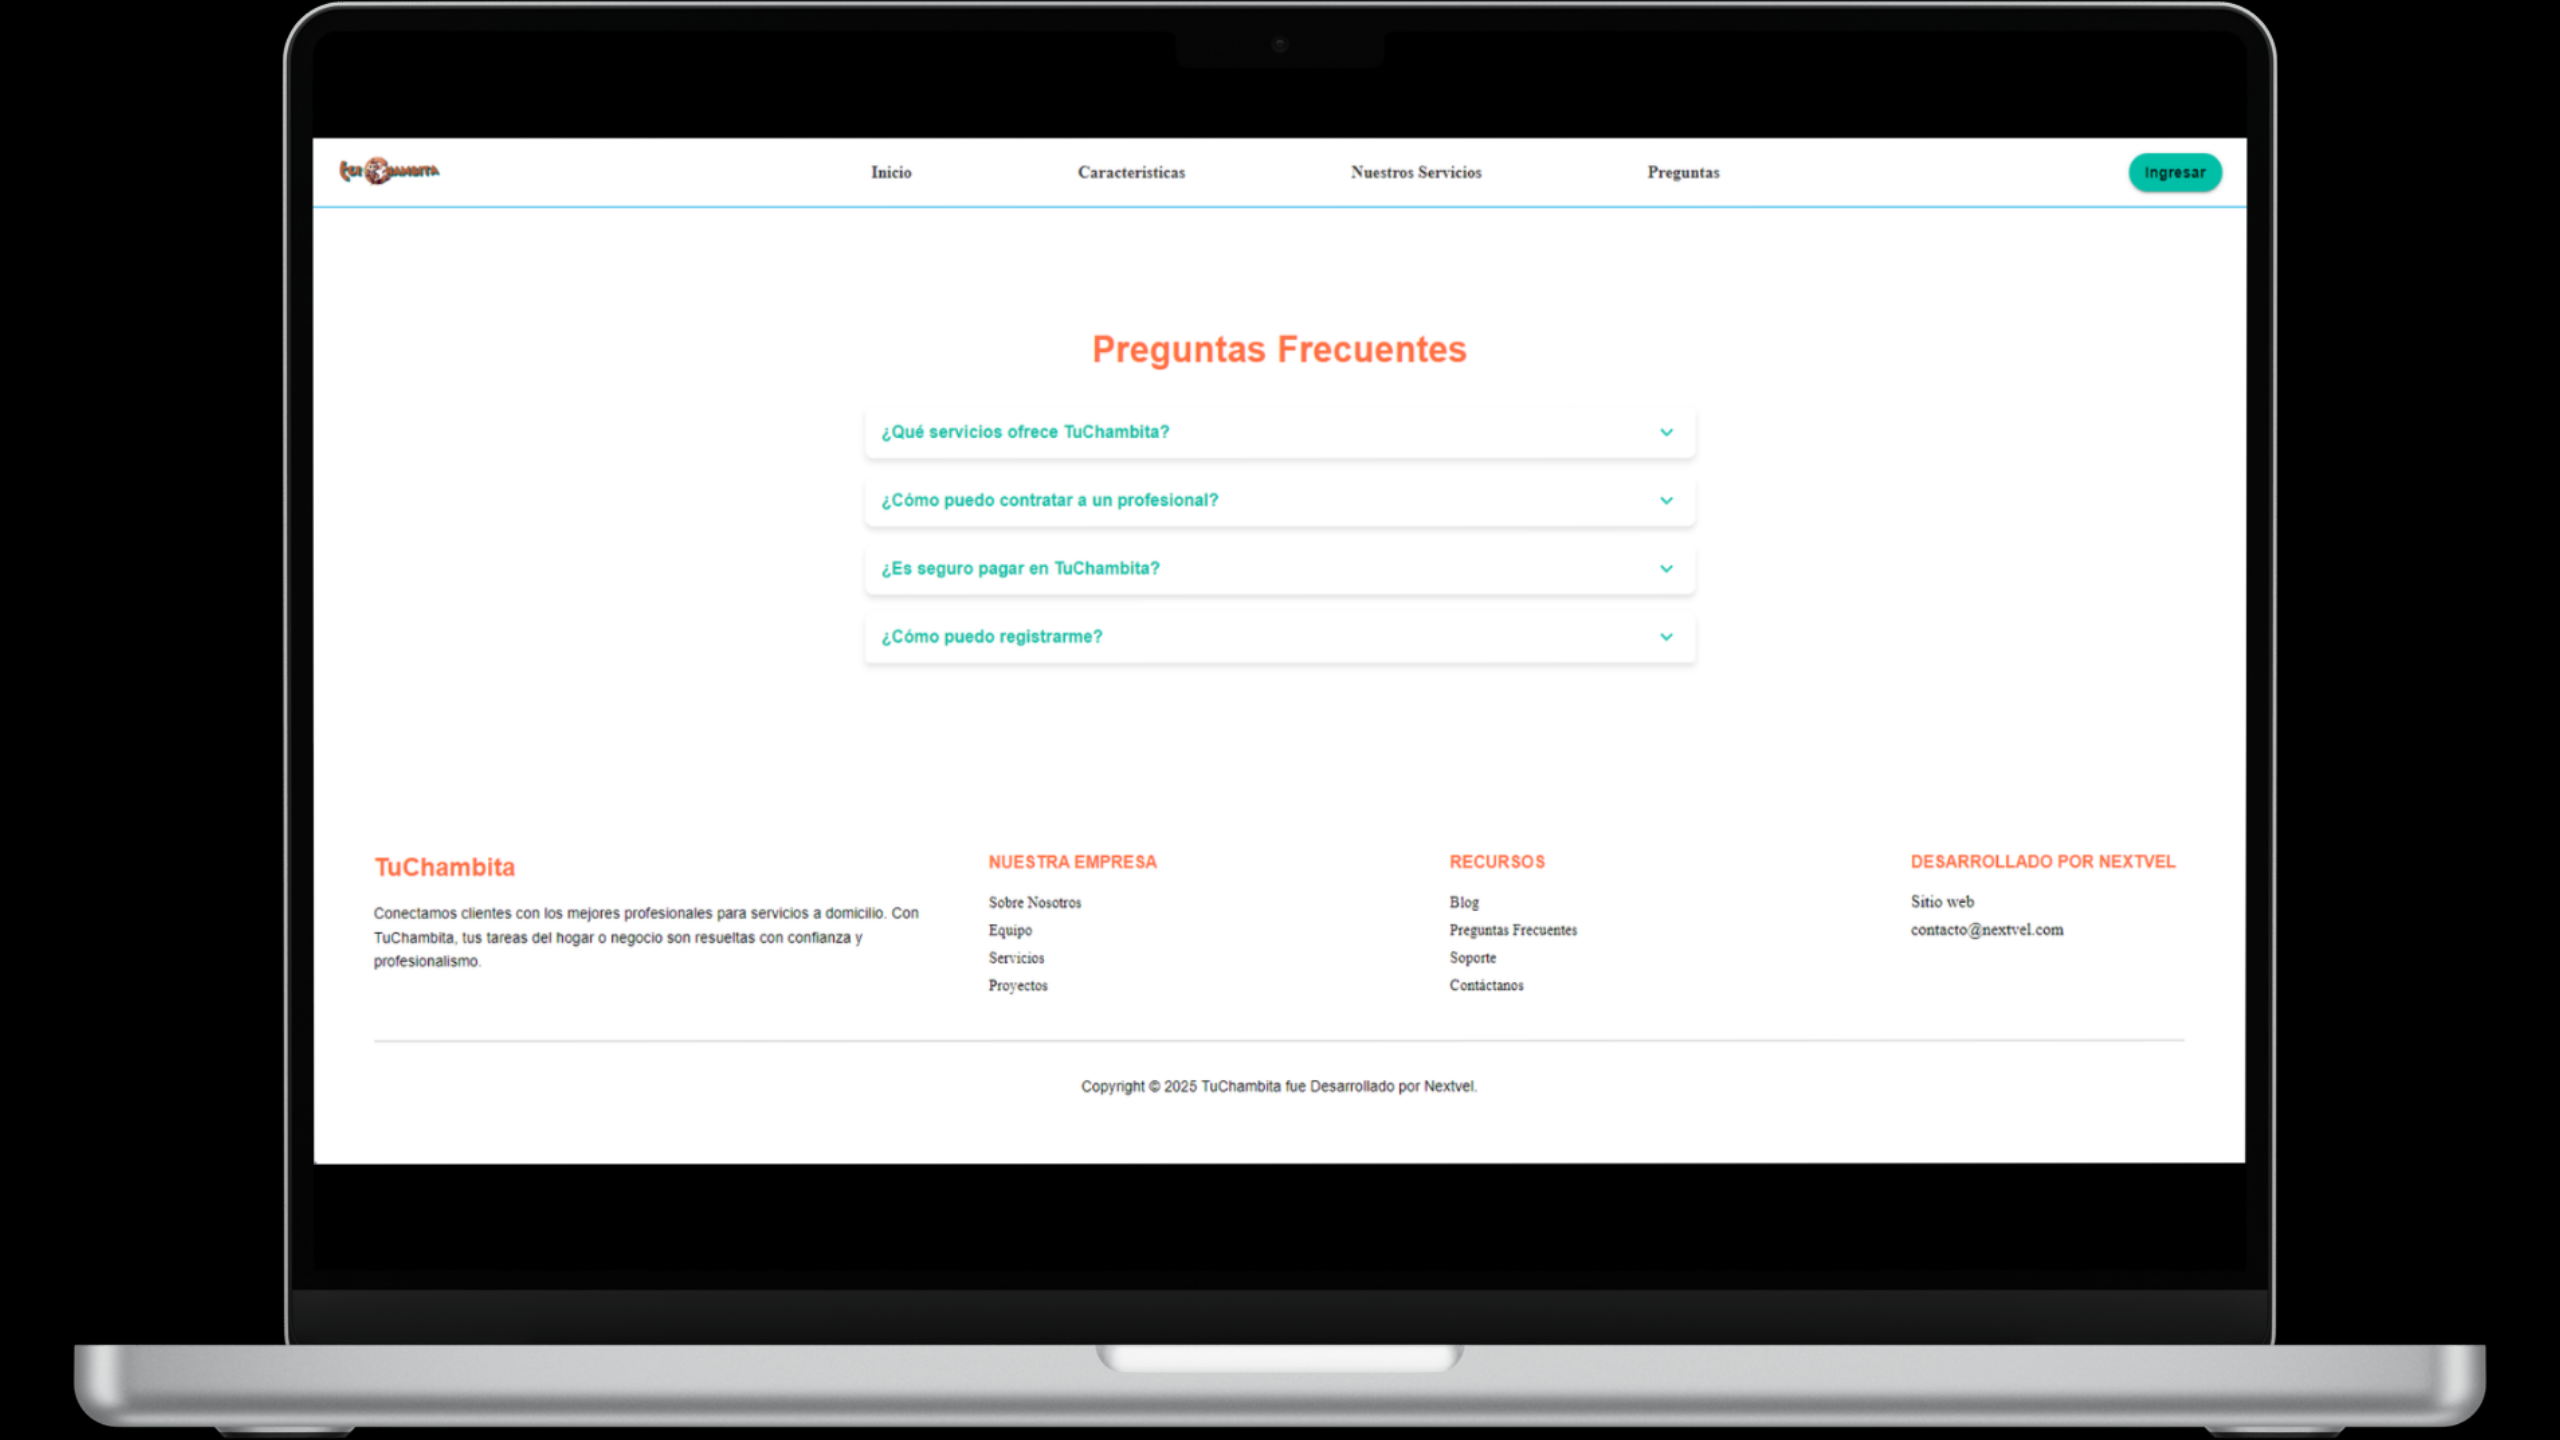 Inicio
Caracteristicas
Nuestros Servicios
Preguntas
Ingresar
Preguntas Frecuentes
¿Qué servicios ofrece TuChambita?
¿Cómo puedo contratar a un profesional?
¿Es seguro pagar en TuChambita?
¿Cómo puedo registrarme?
TuChambita
Conectamos clientes con los mejores profesionales para servicios a domicilio. Con
TuChambita, tus tareas del hogar o negocio son resueltas con confianza y
profesionalismo.
NUESTRA EMPRESA
Sobre Nosotros
Equipo
Servicios
Proyectos
RECURSOS
Blog
Preguntas Frecuentes
Soporte
Contáctanos
DESARROLLADO POR NEXTVEL
Sitio web
contacto@nextvel.com
Copyright © 2025 TuChambita fue Desarrollado por Nextvel.